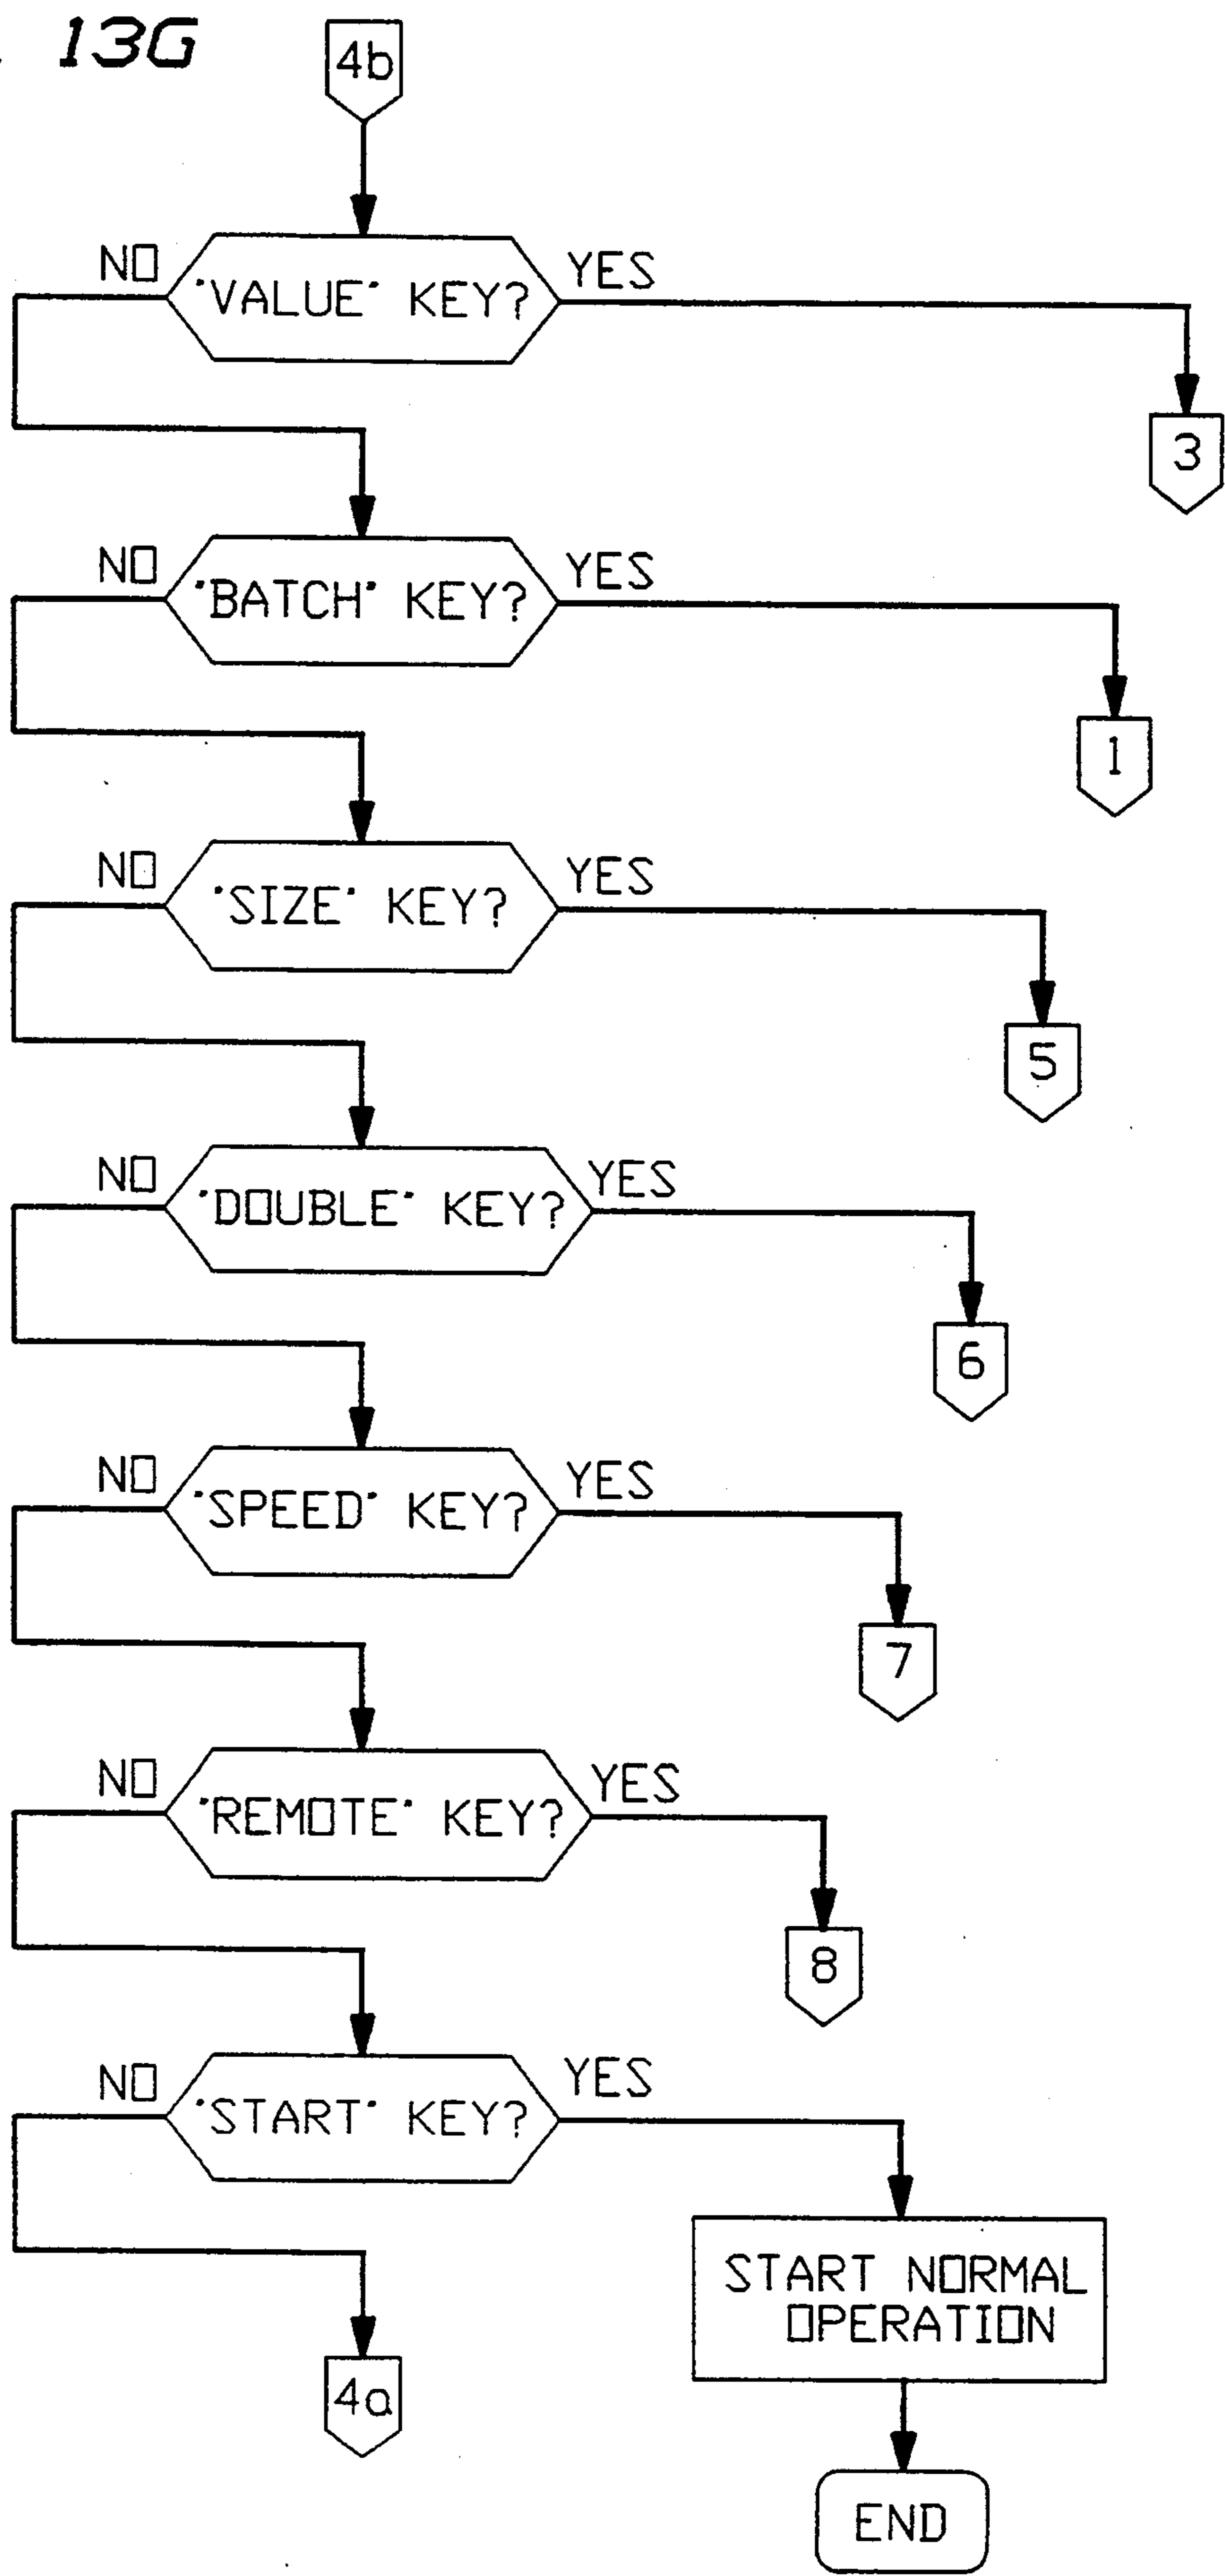 13G
4b
NO
"VALUE" KEY?
YES
3
NO
"BATCH" KEY?
YES
1
NO
"SIZE" KEY?
YES
5
NO
"DOUBLE" KEY?
YES
6
NO
"SPEED" KEY?
YES
7
NO
"REMOTE" KEY?
YES
8
NO
"START" KEY?
YES
START NORMAL
OPERATION
4a
END